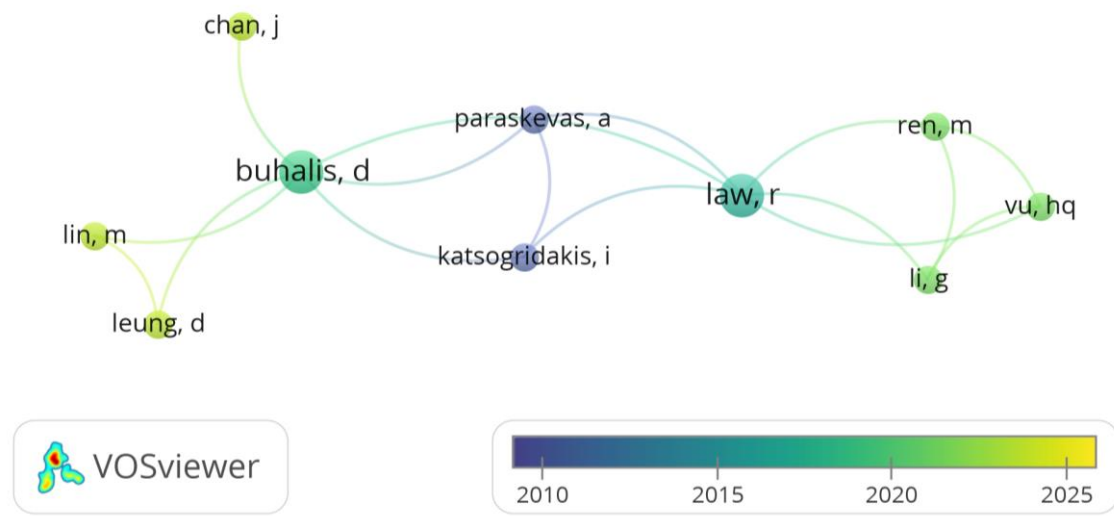 chan, j
paraskevas, a
ren, m
buhalis, d
law, r
vu, hq
lin, m
katsogridakis, i
li, g
leung, d
VOSviewer
2010
2015
2020
2025